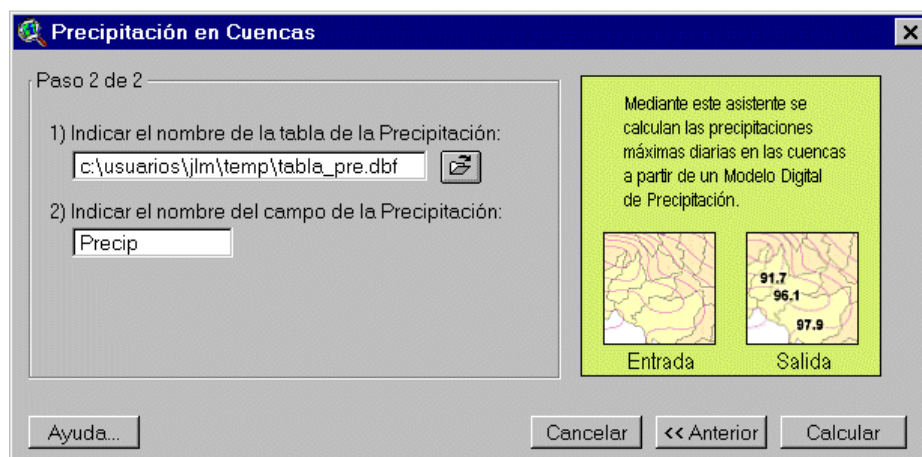 Precipitación en Cuencas
Paso 2 de 2
1) Indicar el nombre de la tabla de la Precipitación:
c:\usuarios\jlm\temp\tabla_pre.dbf
2) Indicar el nombre del campo de la Precipitación:
Precip
Mediante este asistente se
calculan las precipitaciones
máximas diarias en las cuencas
a partir de un Modelo Digital
de Precipitación.
91.7
96.1
97.9
Entrada
Salida
Ayuda...
Cancelar
<< Anterior
Calcular